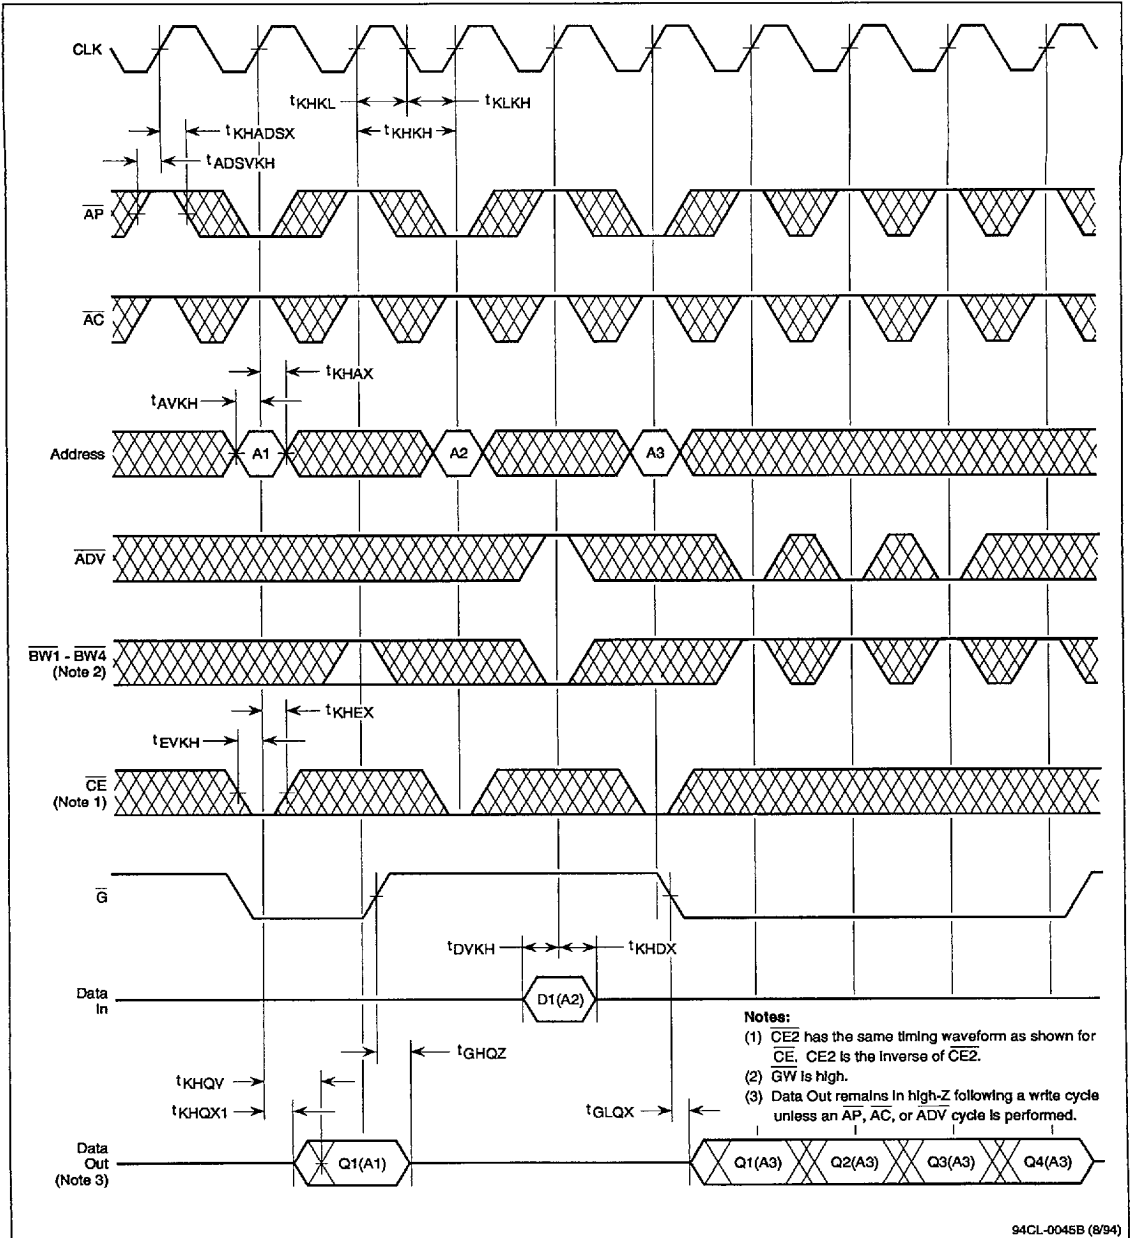 CLK
tKHKL
tKLKH
tKHADSX
tKHKH
tADSVKH
AP
AC
tKHAX
tAVKH
Address
A1
A2
A3
ADV
BW1 - BW4
(Note 2)
tKHEX
tEVKH
CE
(Note 1)
G
tDVKH
tKHDX
Data
In
D1(A2)
Notes:
(1) CE2 has the same timing waveform as shown for
CE. CE2 is the inverse of CE2.
(2) GW is high.
(3) Data Out remains in high-Z following a write cycle
unless an AP, AC, or ADV cycle is performed.
tGHQZ
tKHQV
tKHQX1
tGLQX
Data
Out
(Note 3)
Q1(A1)
Q1(A3)
Q2(A3)
Q3(A3)
Q4(A3)
94CL-0045B (8/94)